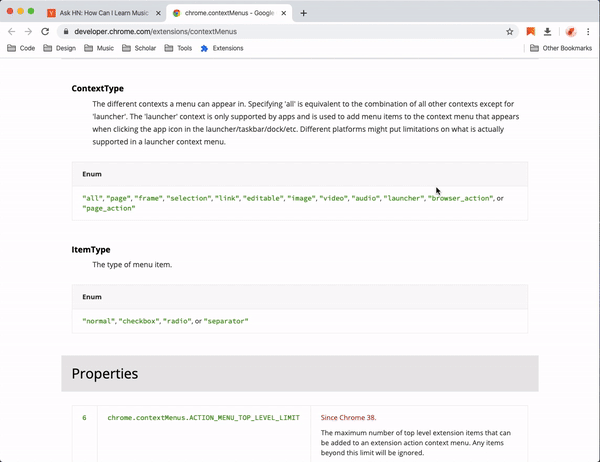 Ask HN: How Can I Learn Music
chrome.contextMenus - Google
developer.chrome.com/extensions/contextMenus
Code Design Music Scholar Tools Extensions Other Bookmarks
ContextType
The different contexts a menu can appear in. Specifying 'all' is equivalent to the combination of all other contexts except for
'launcher'. The 'launcher' context is only supported by apps and is used to add menu items to the context menu that appears
when clicking the app icon in the launcher/taskbar/dock/etc. Different platforms might put limitations on what is actually
supported in a launcher context menu.
Enum
"all", "page", "frame", "selection", "link", "editable", "image", "video", "audio", "launcher", "browser_action", or
"page_action"
ItemType
The type of menu item.
Enum
"normal", "checkbox", "radio", or "separator"
Properties
6 chrome.contextMenus.ACTION_MENU_TOP_LEVEL_LIMIT Since Chrome 38.
The maximum number of top level extension items that
can be added to an extension action context menu. Any items
beyond this limit will be ignored.